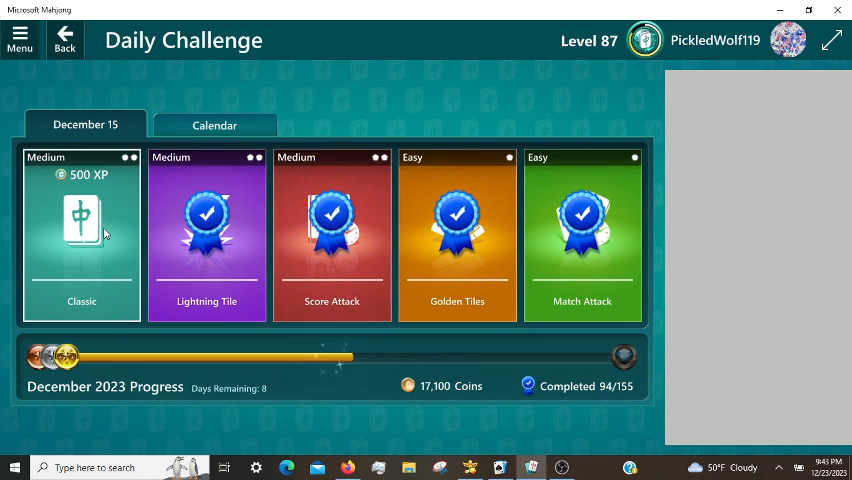 Microsoft Mahjong
Menu
Back
Daily Challenge
Level 87
PickledWolf119
December 15
Calendar
Medium
500 XP
中
Classic
Medium
Lightning Tile
Medium
Score Attack
Easy
Golden Tiles
Easy
Match Attack
December 2023 Progress
Days Remaining: 8
17,100 Coins
Completed 94/155
Type here to search
50°F Cloudy
9:43 PM
12/23/2023